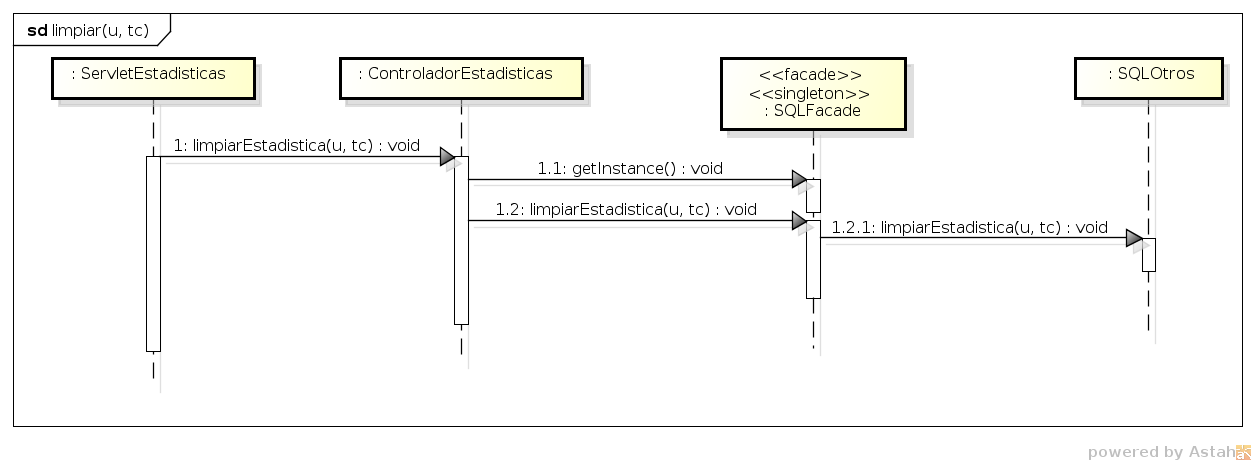 sd limpiar(u, tc)
: ServletEstadisticas
: ControladorEstadisticas
<<facade>>
<<singleton>>
: SQLFacade
: SQLOtros
1: limpiarEstadistica(u, tc) : void
1.1: getInstance() : void
1.2: limpiarEstadistica(u, tc) : void
1.2.1: limpiarEstadistica(u, tc) : void
powered by Astah